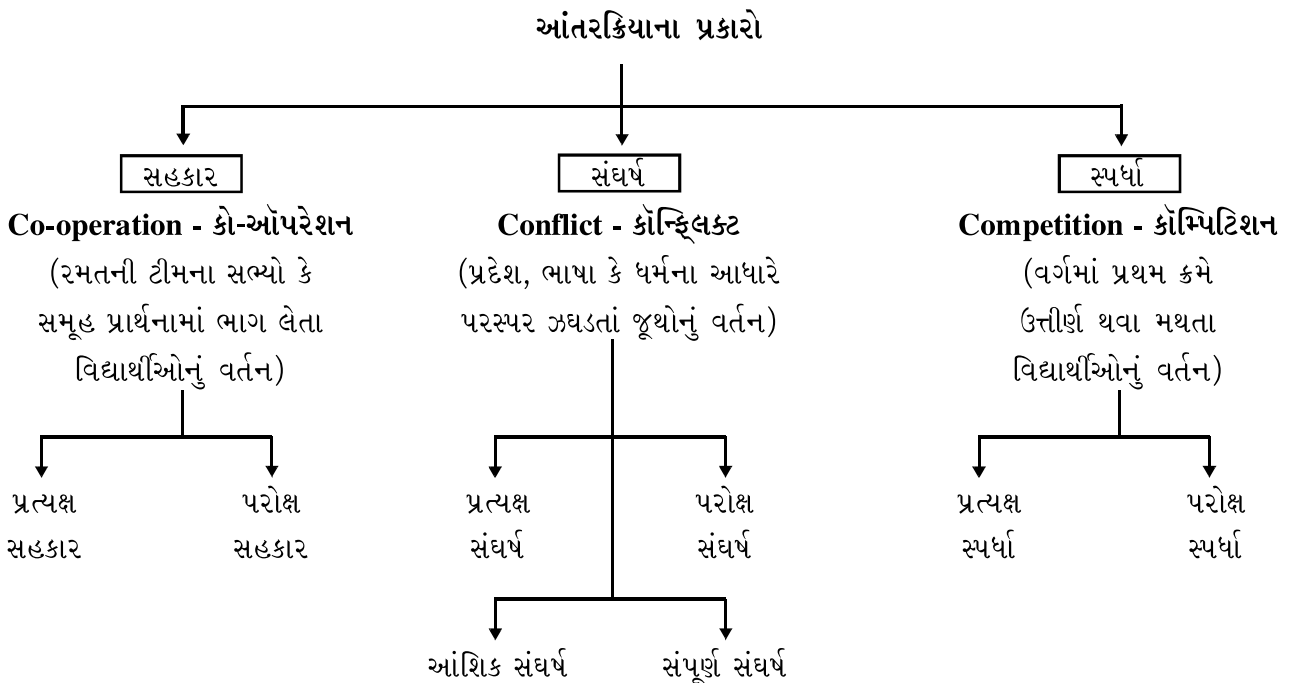 આંતરક્રિયાના પ્રકારો
સહકાર
Co-operation - કો-ઑપરેશન
(રમતની ટીમના સભ્યો કે
સમૂહ પ્રાર્થનામાં ભાગ લેતા
વિદ્યાર્થીઓનું વર્તન)
પ્રત્યક્ષ
સહકાર
પરોક્ષ
સહકાર
સંઘર્ષ
Conflict - કૉન્ફ્લિક્ટ
(પ્રદેશ, ભાષા કે ધર્મના આધારે
પરસ્પર ઝઘડતાં જૂથોનું વર્તન)
પ્રત્યક્ષ
સંઘર્ષ
પરોક્ષ
સંઘર્ષ
આંશિક સંઘર્ષ
સંપૂર્ણ સંઘર્ષ
સ્પર્ધા
Competition - કૉમ્પિટિશન
(વર્ગમાં પ્રથમ ક્રમે
ઉત્તીર્ણ થવા મથતા
વિદ્યાર્થીઓનું વર્તન)
પ્રત્યક્ષ
સ્પર્ધા
પરોક્ષ
સ્પર્ધા